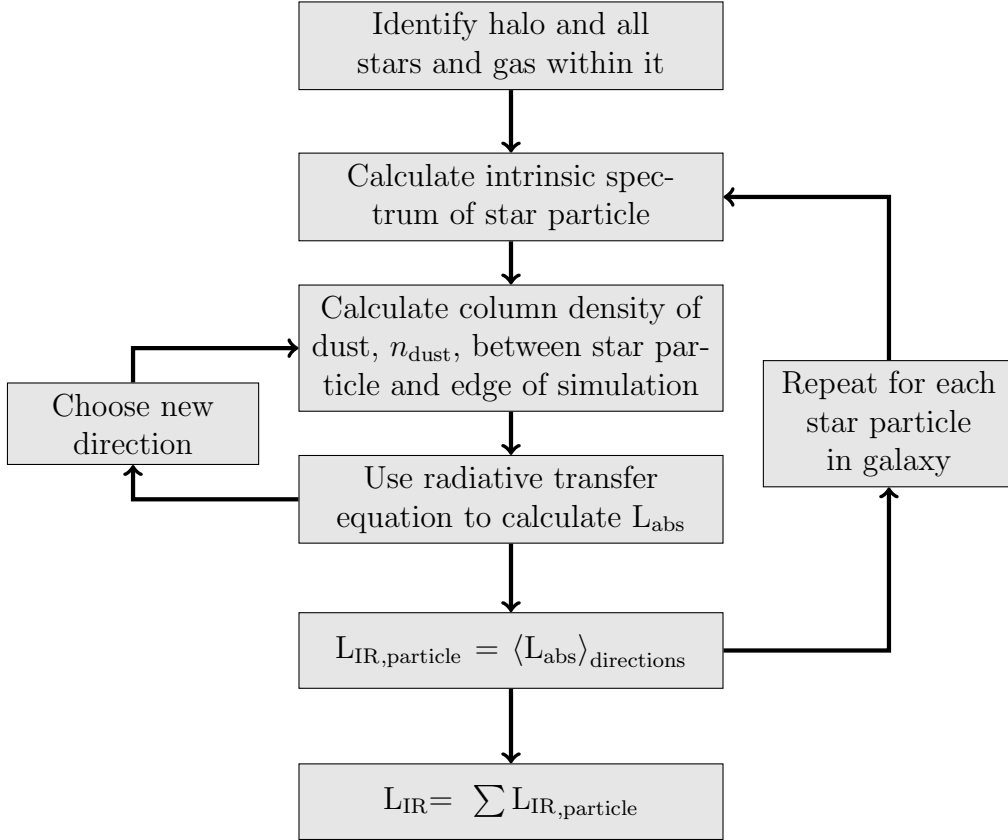 Identify halo and all
stars and gas within it
Calculate intrinsic spec-
trum of star particle
Calculate column density of
dust, n_dust, between star par-
ticle and edge of simulation
Choose new
direction
Repeat for each
star particle
in galaxy
Use radiative transfer
equation to calculate L_abs
L_IR,particle = ⟨L_abs⟩_directions
L_IR= ∑ L_IR,particle